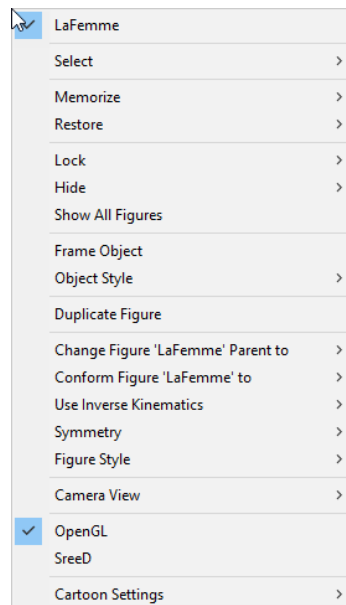 LaFemme
Select
Memorize
Restore
Lock
Hide
Show All Figures
Frame Object
Object Style
Duplicate Figure
Change Figure 'LaFemme' Parent to
Conform Figure 'LaFemme' to
Use Inverse Kinematics
Symmetry
Figure Style
Camera View
OpenGL
SreeD
Cartoon Settings